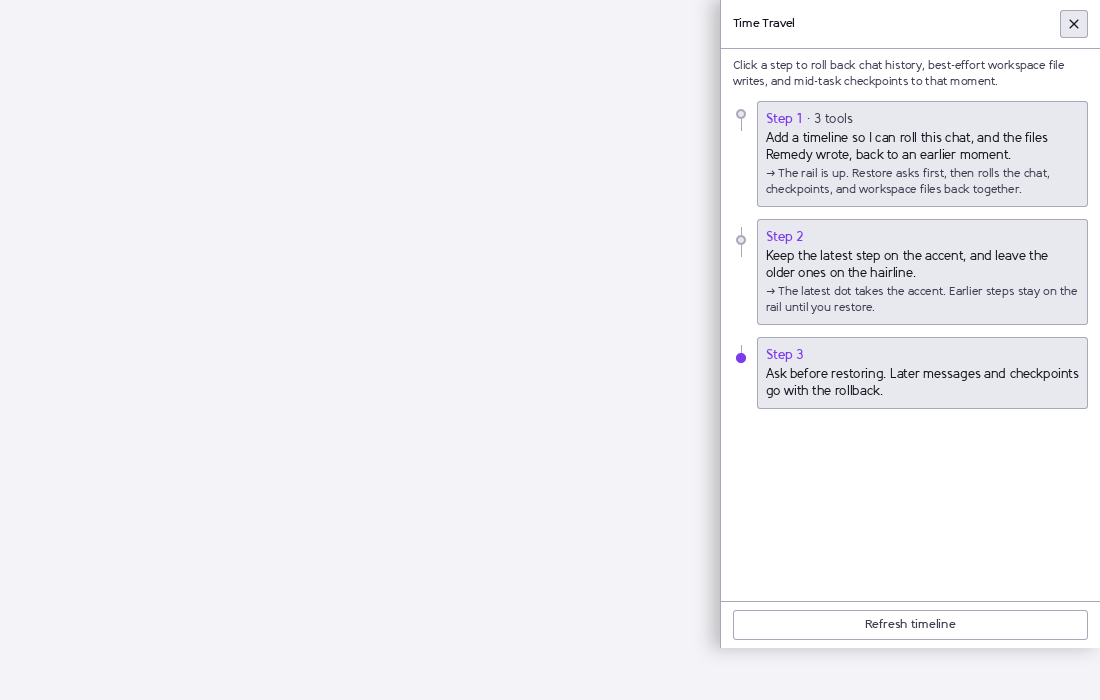 Time Travel
Click a step to roll back chat history, best-effort workspace file
writes, and mid-task checkpoints to that moment.
Step 1 · 3 tools
Add a timeline so I can roll this chat, and the files
Remedy wrote, back to an earlier moment.
→ The rail is up. Restore asks first, then rolls the chat,
checkpoints, and workspace files back together.
Step 2
Keep the latest step on the accent, and leave the
older ones on the hairline.
→ The latest dot takes the accent. Earlier steps stay on the
rail until you restore.
Step 3
Ask before restoring. Later messages and checkpoints
go with the rollback.
Refresh timeline